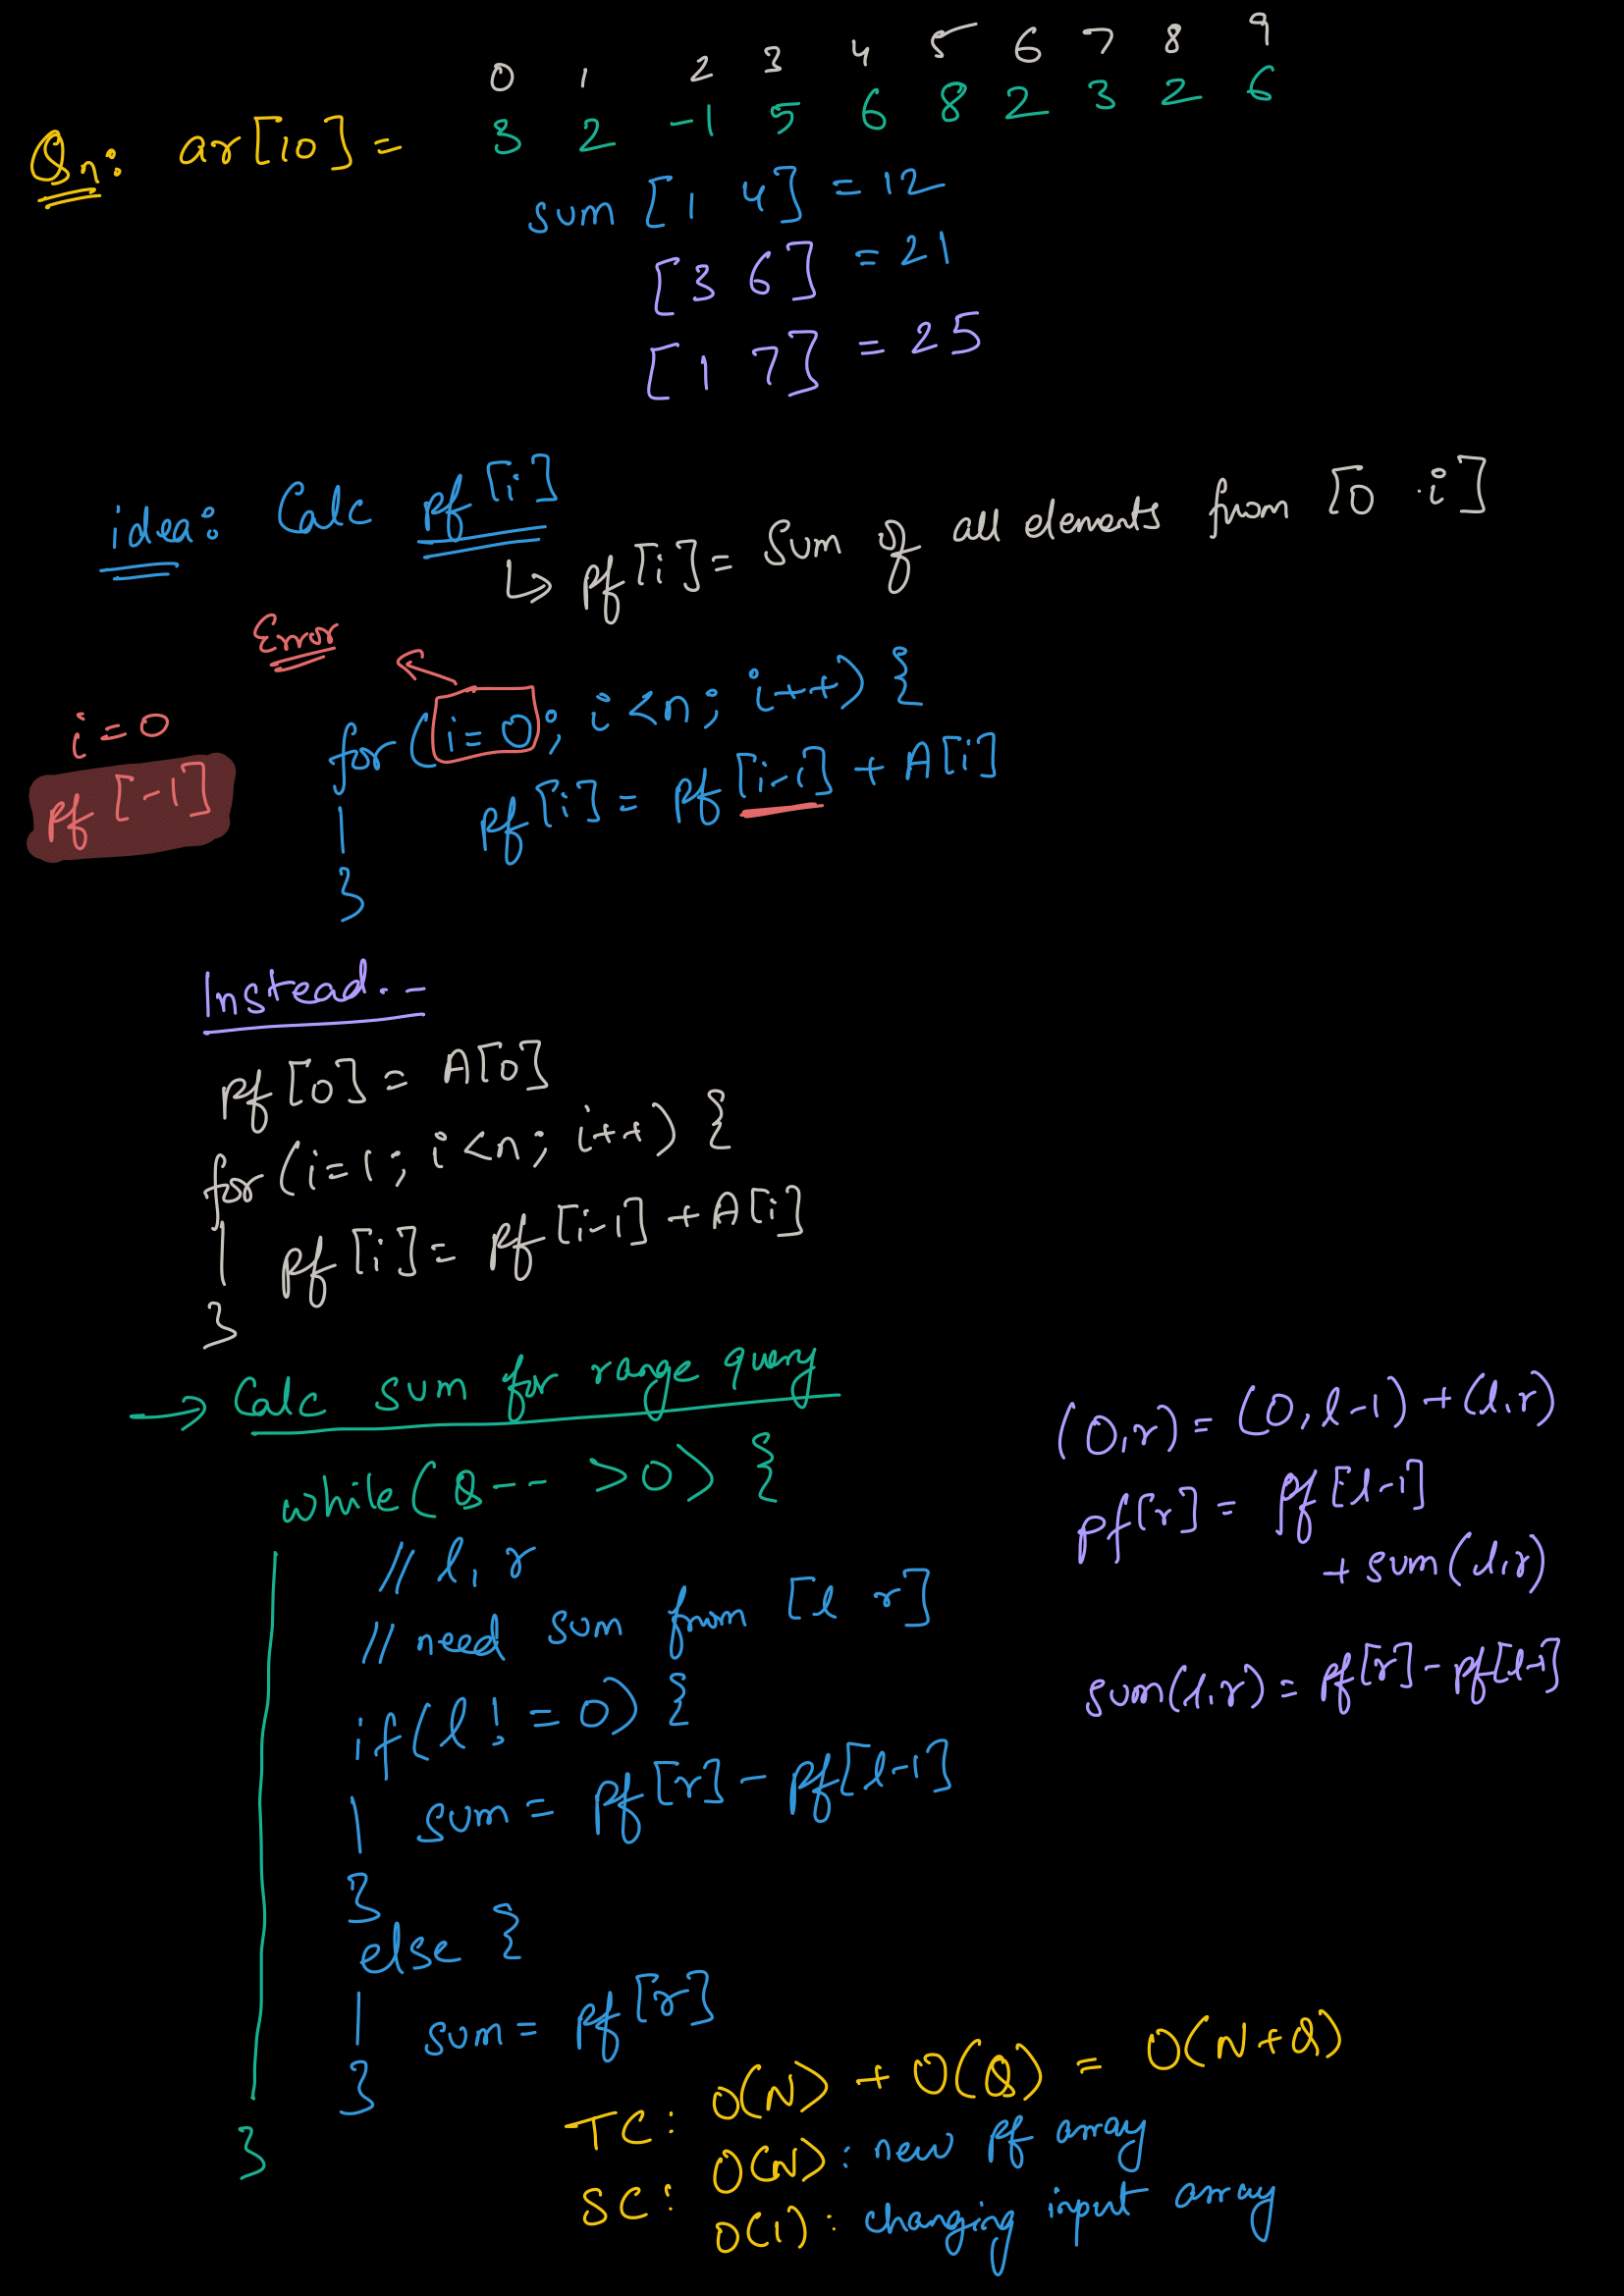 0 1 2 3 4 5 6 7 8 9
Qn: ar[10] = 3 2 -1 5 6 8 2 3 2 6
sum [1 4] = 12
[3 6] = 21
[1 7] = 25
idea: Calc pf[i]
↳ pf[i] = Sum of all elements from [0 i]
Error
for (i=0; i<n; i++) {
i=0
pf[i] = pf[i-1] + A[i]
pf[-1]
}
Instead..-
pf[0] = A[0]
for (i=1; i<n; i++) {
pf[i] = pf[i-1] + A[i]
}
→ Calc sum for range query
while (Q-- >0) {
// l, r
// need sum from [l r]
if (l != 0) {
sum = pf[r] - pf[l-1]
}
else {
sum = pf[r]
}
}
(0,r) = (0, l-1) + (l,r)
pf[r] = pf[l-1]
+ sum(l,r)
sum(l,r) = pf[r] - pf[l-1]
TC: O(N) + O(Q) = O(N+Q)
SC: O(N): new pf array
O(1): changing input array